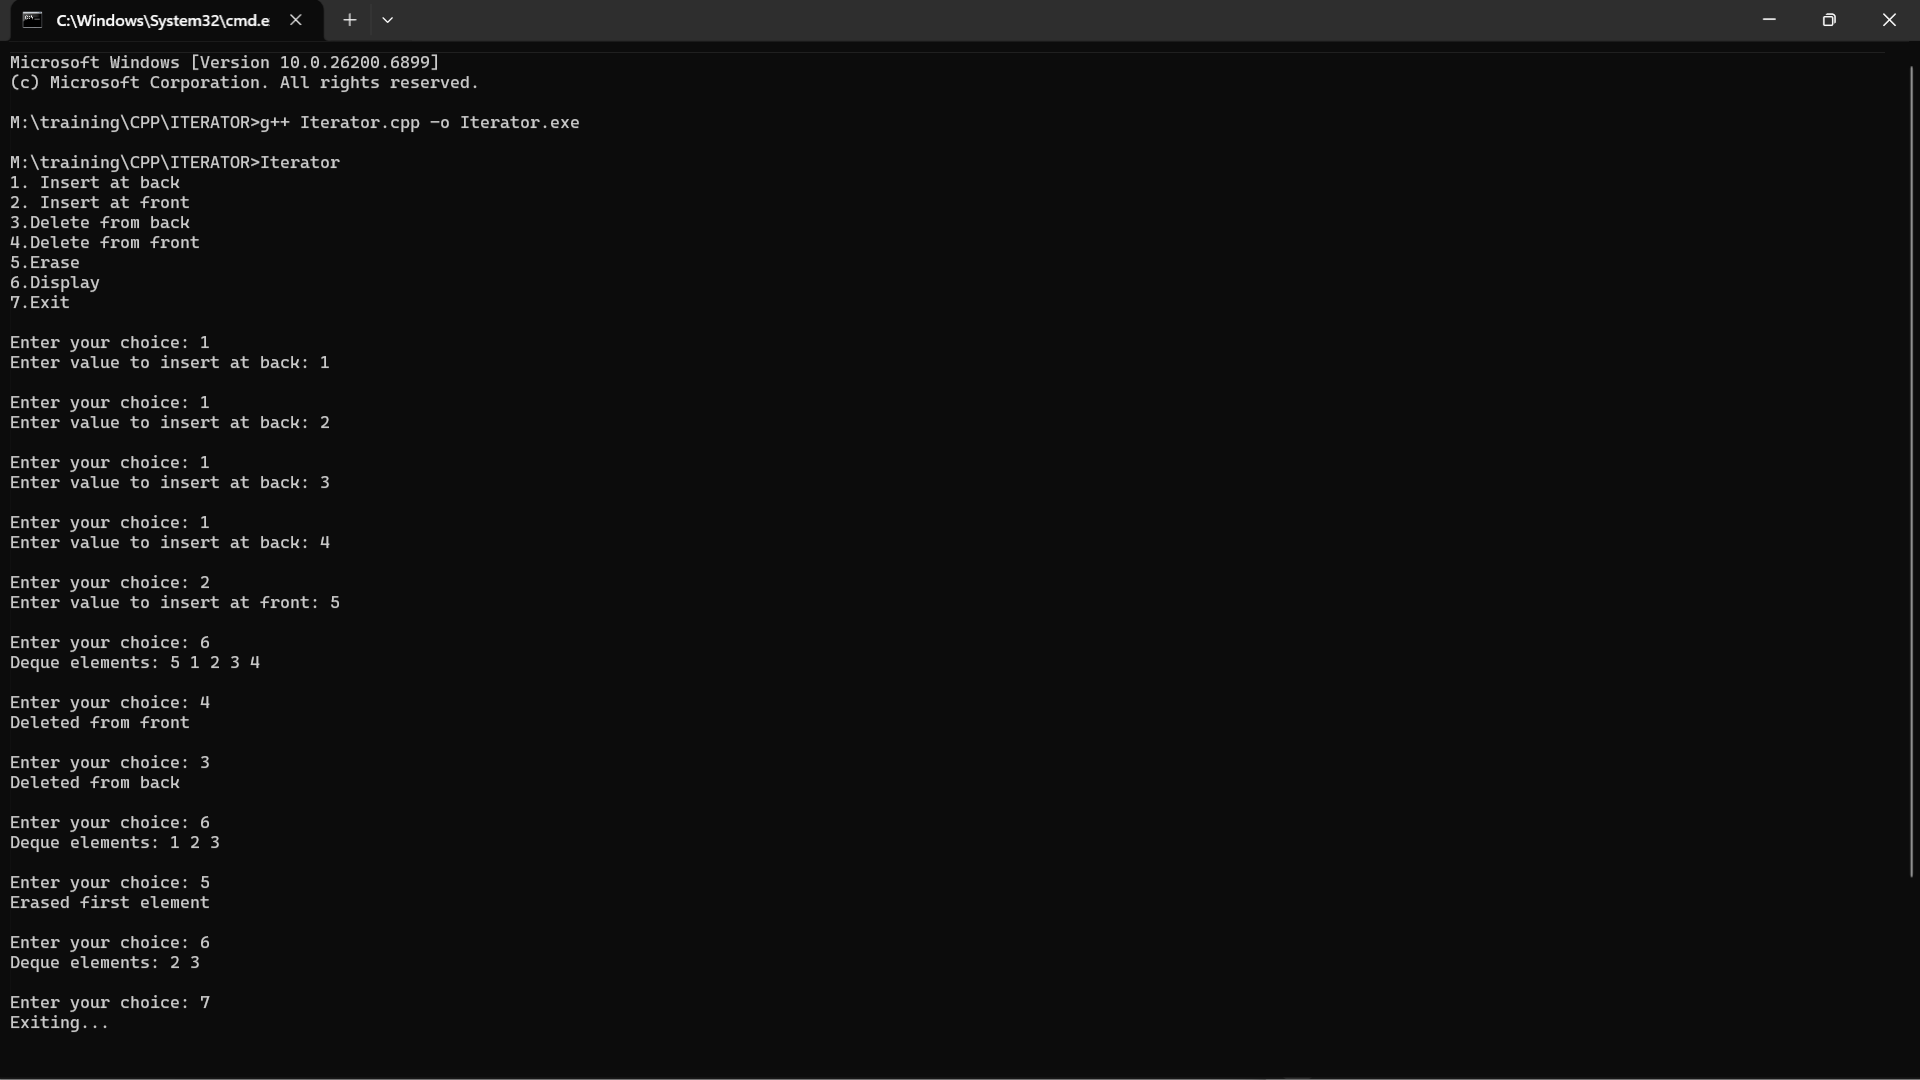 C:\Windows\System32\cmd.e
Microsoft Windows [Version 10.0.26200.6899]
(c) Microsoft Corporation. All rights reserved.
M:\training\CPP\ITERATOR>g++ Iterator.cpp -o Iterator.exe
M:\training\CPP\ITERATOR>Iterator
1. Insert at back
2. Insert at front
3.Delete from back
4.Delete from front
5.Erase
6.Display
7.Exit
Enter your choice: 1
Enter value to insert at back: 1
Enter your choice: 1
Enter value to insert at back: 2
Enter your choice: 1
Enter value to insert at back: 3
Enter your choice: 1
Enter value to insert at back: 4
Enter your choice: 2
Enter value to insert at front: 5
Enter your choice: 6
Deque elements: 5 1 2 3 4
Enter your choice: 4
Deleted from front
Enter your choice: 3
Deleted from back
Enter your choice: 6
Deque elements: 1 2 3
Enter your choice: 5
Erased first element
Enter your choice: 6
Deque elements: 2 3
Enter your choice: 7
Exiting...